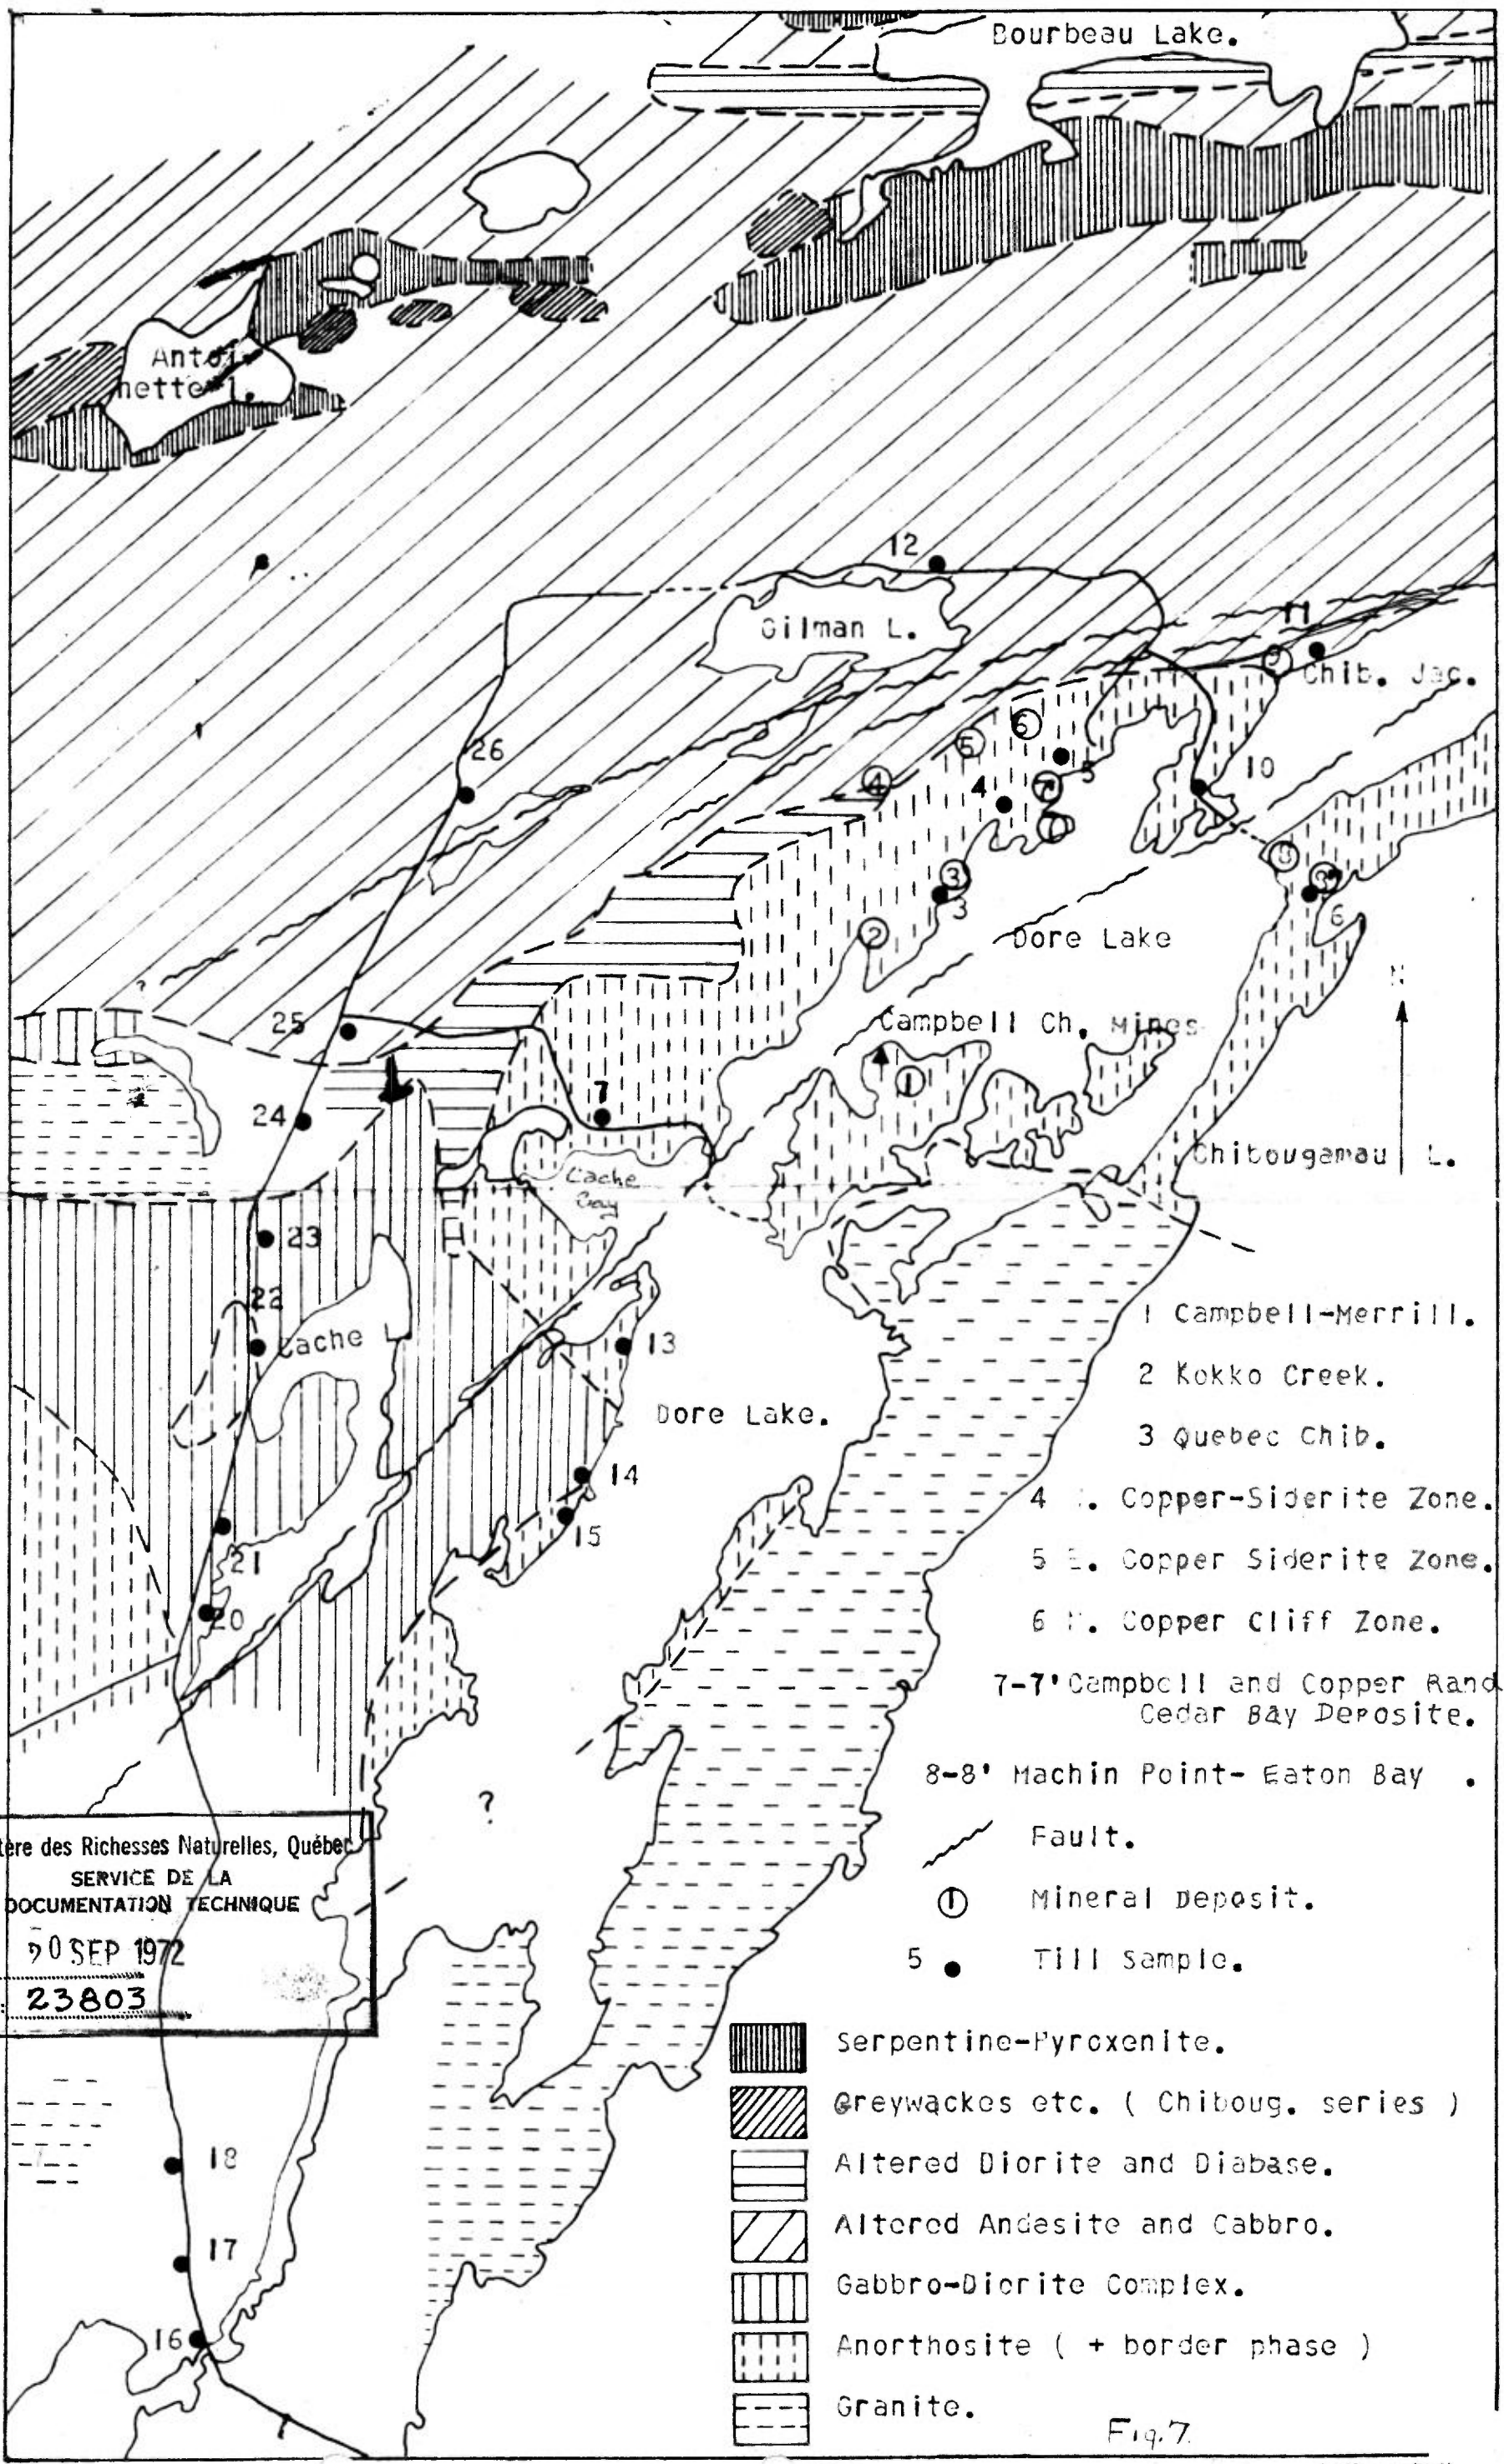 Bourbeau Lake.
nette l.
12
Gilman L.
11
Chib. Jac.
26
6
5
4
4
5
7
10
3
3
2
6
Dore Lake
N
25
Campbell Ch. Mines
1
24
7
Chibougamau L.
Cache
Bay
23
22
Cache L
13
1 Campbell-Merrill.
2 Kokko Creek.
Dore Lake.
3 Quebec Chib.
14
4 . Copper-Siderite Zone.
15
5 E. Copper Siderite Zone.
21
20
6 . Copper Cliff Zone.
7-7' Campbell and Copper Rand
Cedar Bay Deposite.
8-8' Machin Point- Eaton Bay .
?
Fault.
tère des Richesses Naturelles, Québec
SERVICE DE LA
DOCUMENTATION TECHNIQUE
1 Mineral Deposit.
0 SEP 1972
5 Till Sample.
23803
Serpentine-Pyroxenite.
Greywackes etc. ( Chiboug. series )
18
Altered Diorite and Diabase.
17
Altered Andesite and Gabbro.
Gabbro-Diorite Complex.
16
Anorthosite ( + border phase )
Granite.
Fig.7.